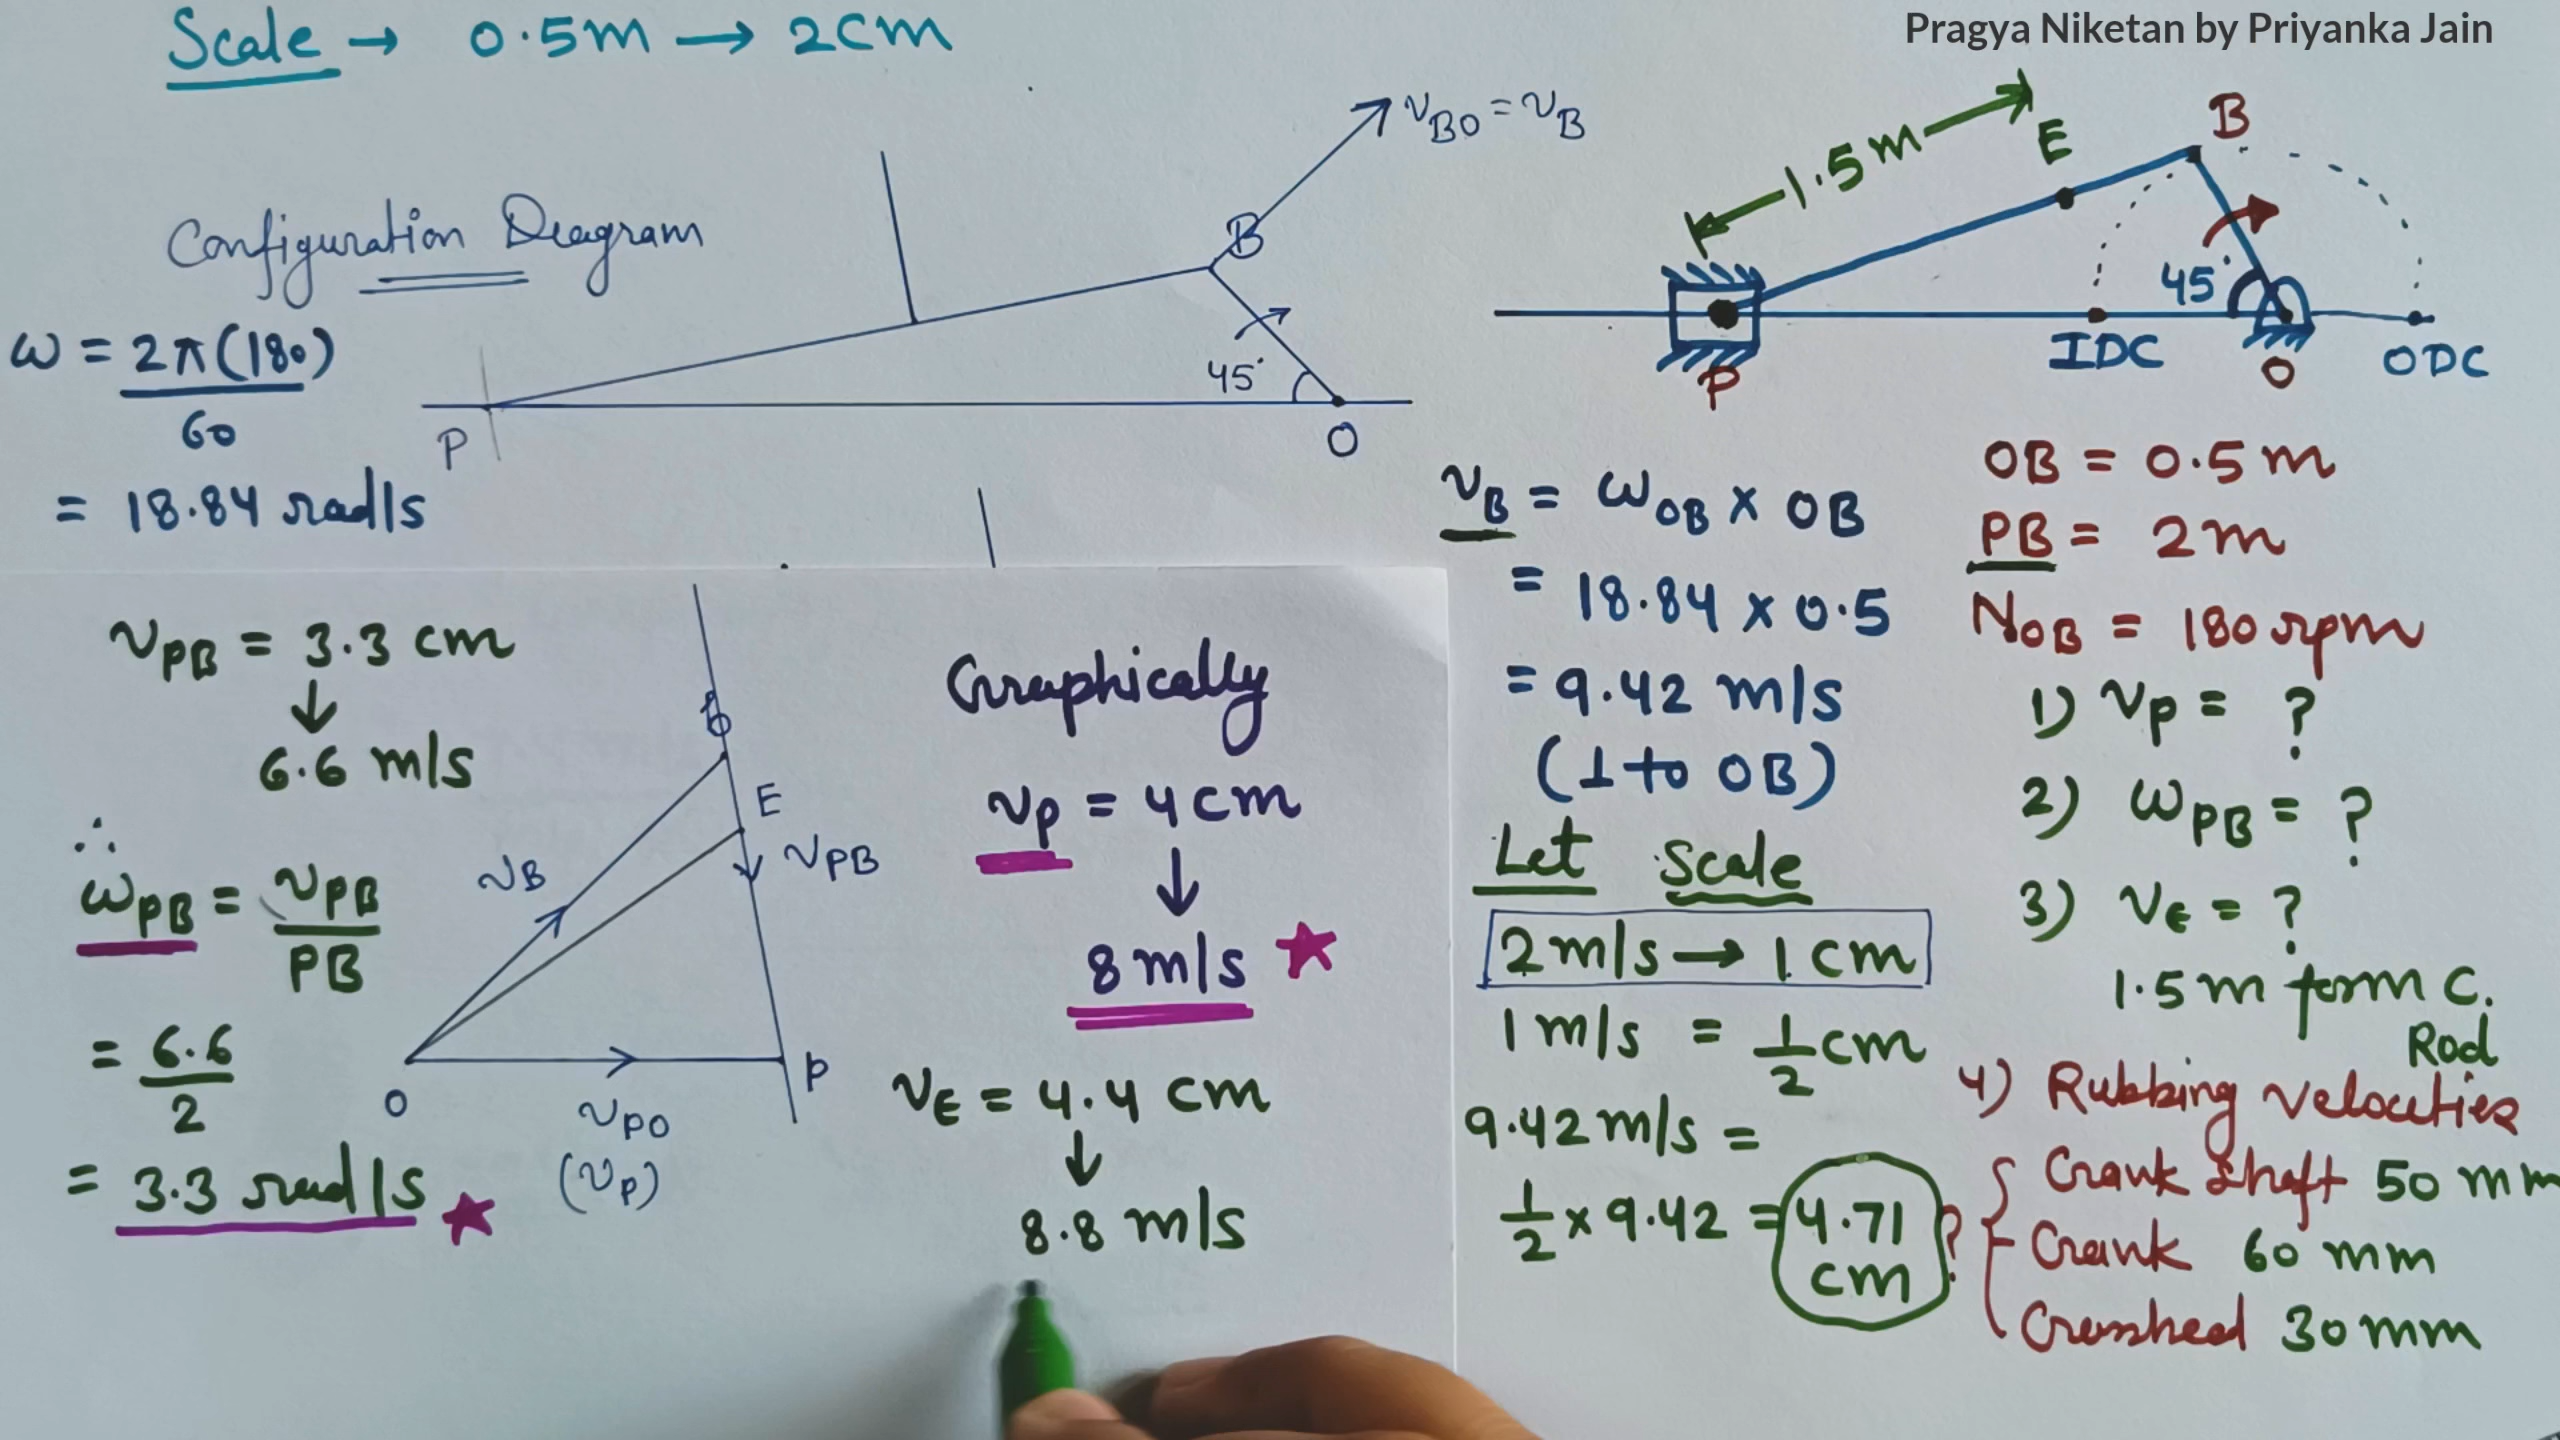 Scale → 0.5m → 2cm
Pragya Niketan by Priyanka Jain
Configuration Diagram
ω = 2π(180)
60
= 18.84 rad/s
v_BO = v_B
B
45°
P
O
1.5 m
E
B
45°
P
IDC
O
ODC
v_B = ω_OB × OB
= 18.84 × 0.5
= 9.42 m/s
(⊥ to OB)
Let Scale
2m/s → 1 cm
1 m/s = 1/2 cm
9.42 m/s =
1/2 × 9.42 = 4.71
cm
OB = 0.5 m
PB = 2m
N_OB = 180 rpm
1) v_P = ?
2) ω_PB = ?
3) v_E = ?
1.5 m form C.
Rod
4) Rubbing Velocities
? { Crank Shaft 50 mm
Crank 60 mm
Crosshead 30 mm
v_PB = 3.3 cm
↓
6.6 m/s
∴
ω_PB = v_PB
PB
= 6.6
2
= 3.3 rad/s ★
b
E
v_PB
v_B
o
p
v_PO
(v_P)
Graphically
v_P = 4 cm
↓
8 m/s ★
v_E = 4.4 cm
↓
8.8 m/s